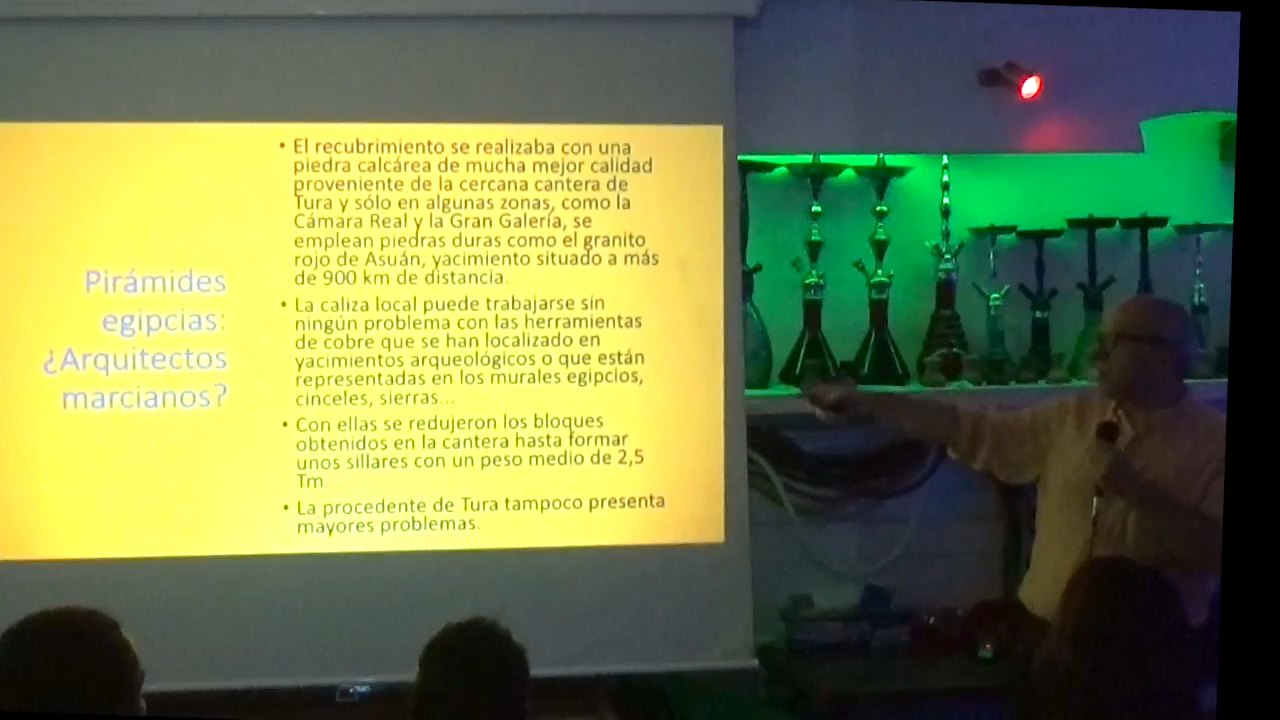 Pirámides
egipcias:
¿Arquitectos
marcianos?
• El recubrimiento se realizaba con una
piedra calcárea de mucha mejor calidad
proveniente de la cercana cantera de
Tura y sólo en algunas zonas, como la
Cámara Real y la Gran Galería, se
emplean piedras duras como el granito
rojo de Asuán, yacimiento situado a más
de 900 km de distancia.
• La caliza local puede trabajarse sin
ningún problema con las herramientas
de cobre que se han localizado en
yacimientos arqueológicos o que están
representadas en los murales egipcios,
cinceles, sierras...
• Con ellas se redujeron los bloques
obtenidos en la cantera hasta formar
unos sillares con un peso medio de 2,5
Tm
• La procedente de Tura tampoco presenta
mayores problemas.